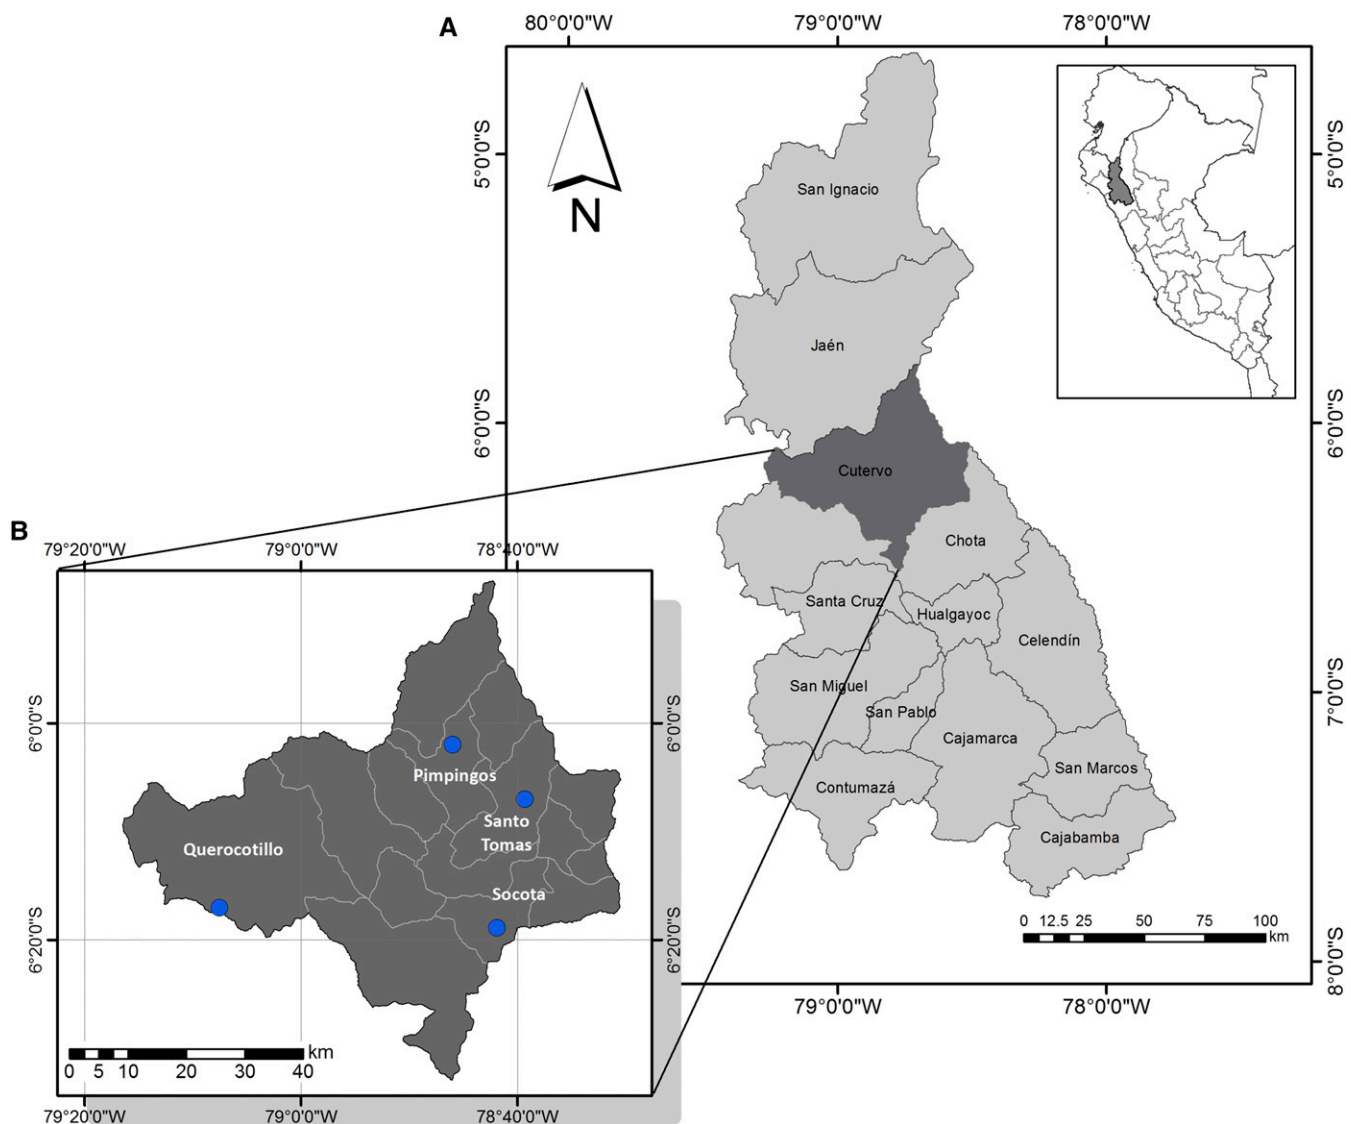 A
80°0'0"W
79°0'0"W
78°0'0"W
5°0'0"S
5°0'0"S
N
San Ignacio
Jaén
6°0'0"S
6°0'0"S
Cutervo
Chota
Santa Cruz
Hualgayoc
Celendín
San Miguel
San Pablo
7°0'0"S
Cajamarca
San Marcos
Contumazá
Cajabamba
0 12.5 25 50 75 100
km
8°0'0"S
79°0'0"W
78°0'0"W
B
79°20'0"W
79°0'0"W
78°40'0"W
6°0'0"S
6°0'0"S
Pimpingos
Santo
Tomas
Querocotillo
Socota
6°20'0"S
6°20'0"S
km
0 5 10 20 30 40
79°20'0"W
79°0'0"W
78°40'0"W